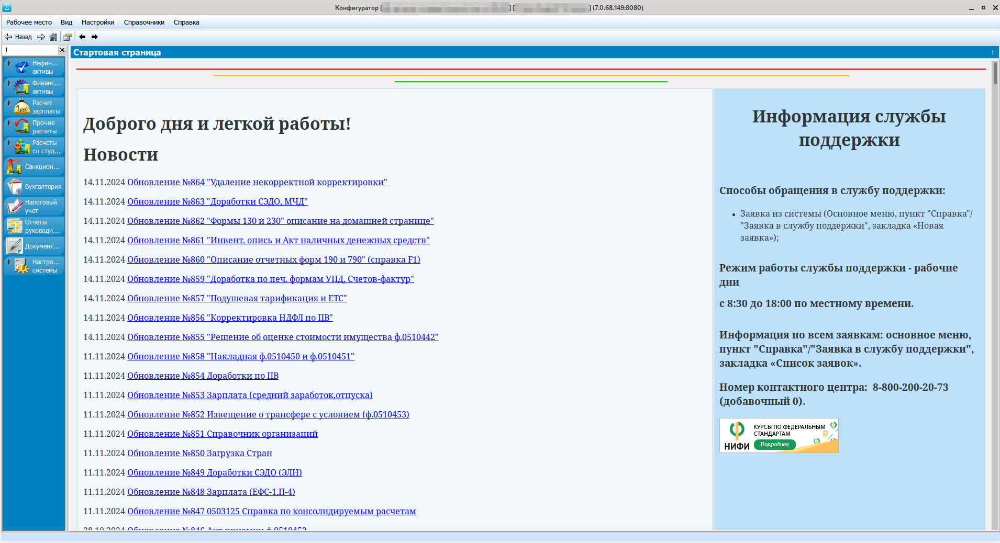 Конфигуратор [ ] [ ] (7.0.68.149:8080)
Рабочее место Вид Настройки Справочники Справка
Назад
Стартовая страница 1
Нефин...
активы
Финанс...
активы
Расчет
зарплаты
Прочие
расчеты
Расчеты
со студ...
Санкцион...
Бухгалтерия
Налоговый
учет
Отчеты
руководи...
Документ...
Настро...
системы
Доброго дня и легкой работы!
Новости
14.11.2024 Обновление №864 "Удаление некорректной корректировки"
14.11.2024 Обновление №863 "Доработки СЭДО, МЧД"
14.11.2024 Обновление №862 "Формы 130 и 230" описание на домашней странице"
14.11.2024 Обновление №861 "Инвент. опись и Акт наличных денежных средств"
14.11.2024 Обновление №860 "Описание отчетных форм 190 и 790" (справка F1)
14.11.2024 Обновление №859 "Доработка по печ. формам УПД, Счетов-фактур"
14.11.2024 Обновление №857 "Подушевая тарификация и ЕТС"
14.11.2024 Обновление №856 "Корректировка НДФЛ по ПВ"
14.11.2024 Обновление №855 "Решение об оценке стоимости имущества ф.0510442"
11.11.2024 Обновление №858 "Накладная ф.0510450 и ф.0510451"
11.11.2024 Обновление №854 Доработки по ПВ
11.11.2024 Обновление №853 Зарплата (средний заработок,отпуска)
11.11.2024 Обновление №852 Извещение о трансфере с условием (ф.0510453)
11.11.2024 Обновление №851 Справочник организаций
11.11.2024 Обновление №850 Загрузка Стран
11.11.2024 Обновление №849 Доработки СЭДО (ЭЛН)
11.11.2024 Обновление №848 Зарплата (ЕФС-1,П-4)
11.11.2024 Обновление №847 0503125 Справка по консолидируемым расчетам
28.10.2024 Обновление №846 Акт приемки ф.0510452
Информация службы
поддержки
Способы обращения в службу поддержки:
Заявка из системы (Основное меню, пункт "Справка"/
"Заявка в службу поддержки", закладка «Новая
заявка»);
Режим работы службы поддержки - рабочие
дни
с 8:30 до 18:00 по местному времени.
Информация по всем заявкам: основное меню,
пункт "Справка"/"Заявка в службу поддержки",
закладка «Список заявок».
Номер контактного центра: 8-800-200-20-73
(добавочный 0).
КУРСЫ ПО ФЕДЕРАЛЬНЫМ
СТАНДАРТАМ
НИФИ
Подробнее